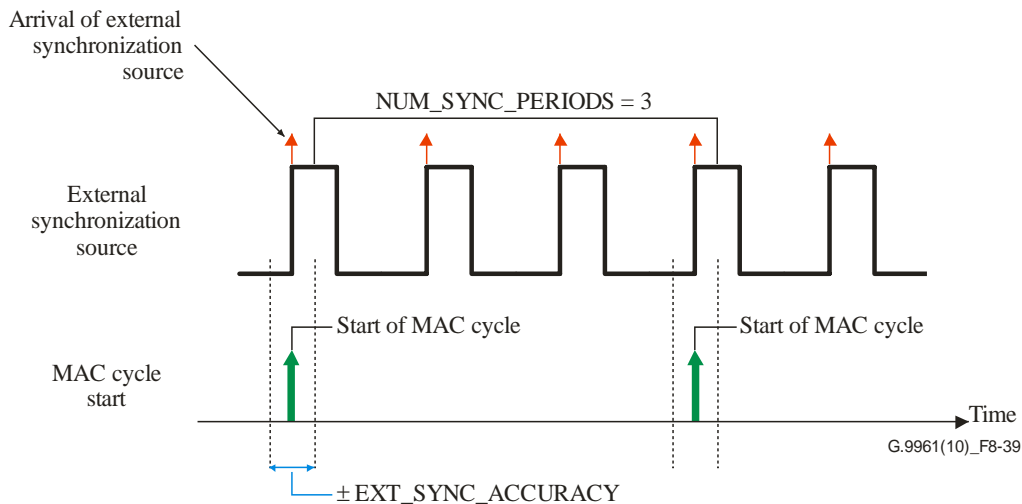 Arrival of external
synchronization
source
NUM_SYNC_PERIODS = 3
External
synchronization
source
Start of MAC cycle
Start of MAC cycle
MAC cycle
start
Time
G.9961(10)_F8-39
± EXT_SYNC_ACCURACY